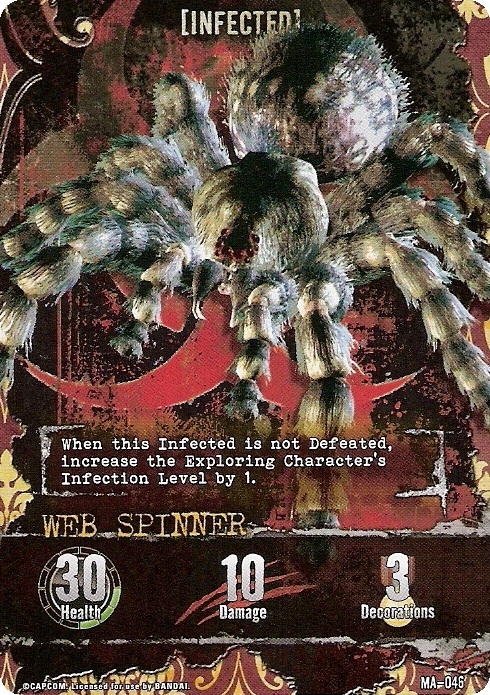 [INFECTED]
When this Infected is not Defeated,
increase the Exploring Character's
Infection Level by 1.
WEB SPINNER
30
Health
10
Damage
3
Decorations
©CAPCOM. Licensed for use by BANDAI.
MA-046